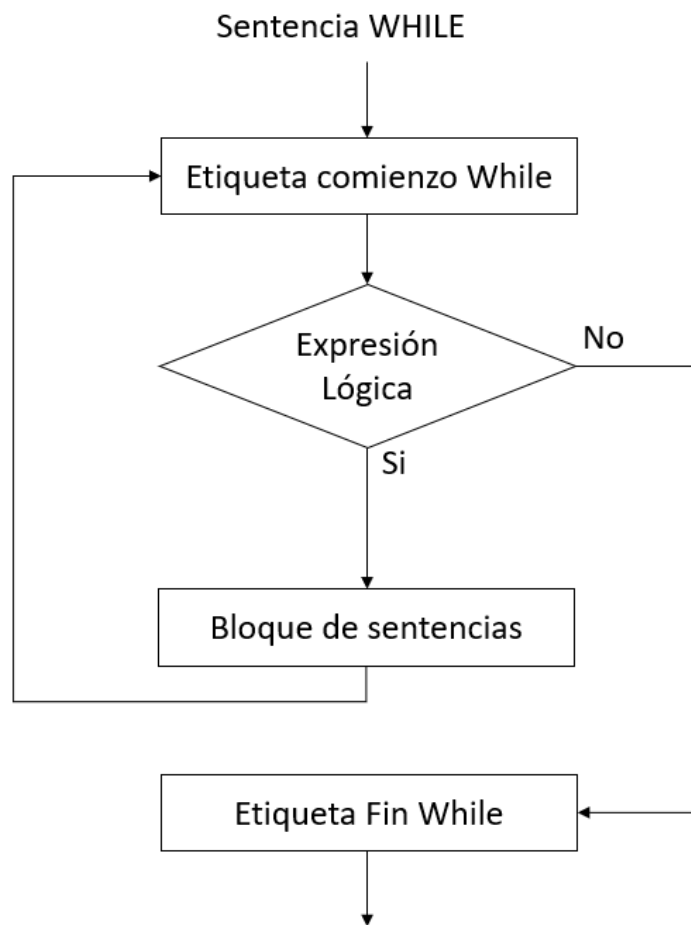 Sentencia WHILE
Etiqueta comienzo While
Expresión
Lógica
No
Si
Bloque de sentencias
Etiqueta Fin While